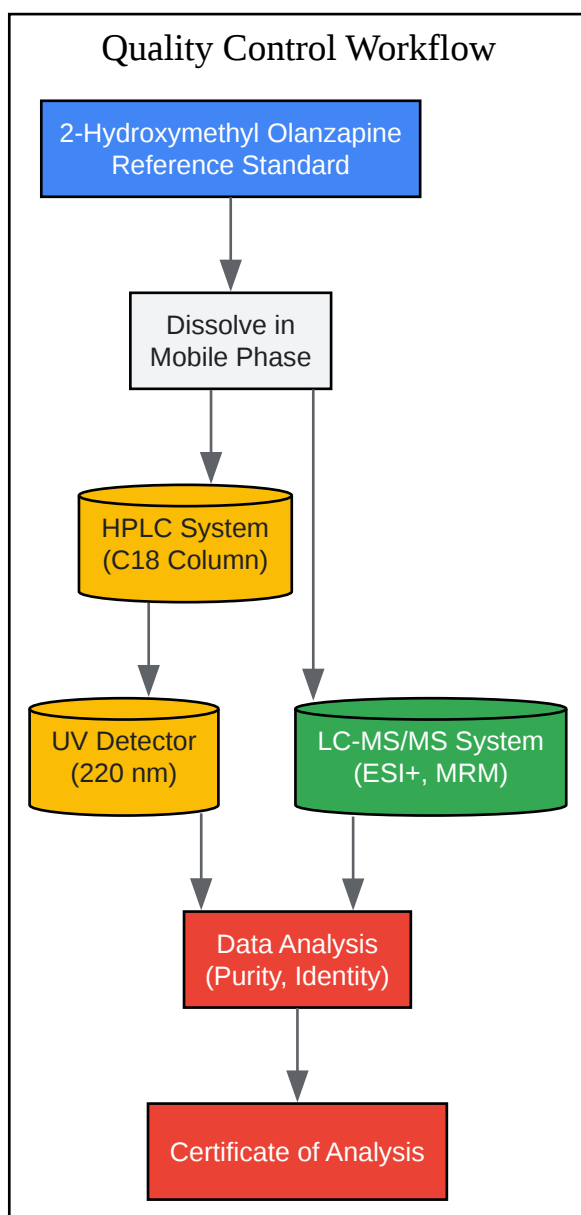 Quality Control Workflow
2-Hydroxymethyl Olanzapine
Reference Standard
Dissolve in
Mobile Phase
HPLC System
(C18 Column)
UV Detector
(220 nm)
LC-MS/MS System
(ESI+, MRM)
Data Analysis
(Purity, Identity)
Certificate of Analysis